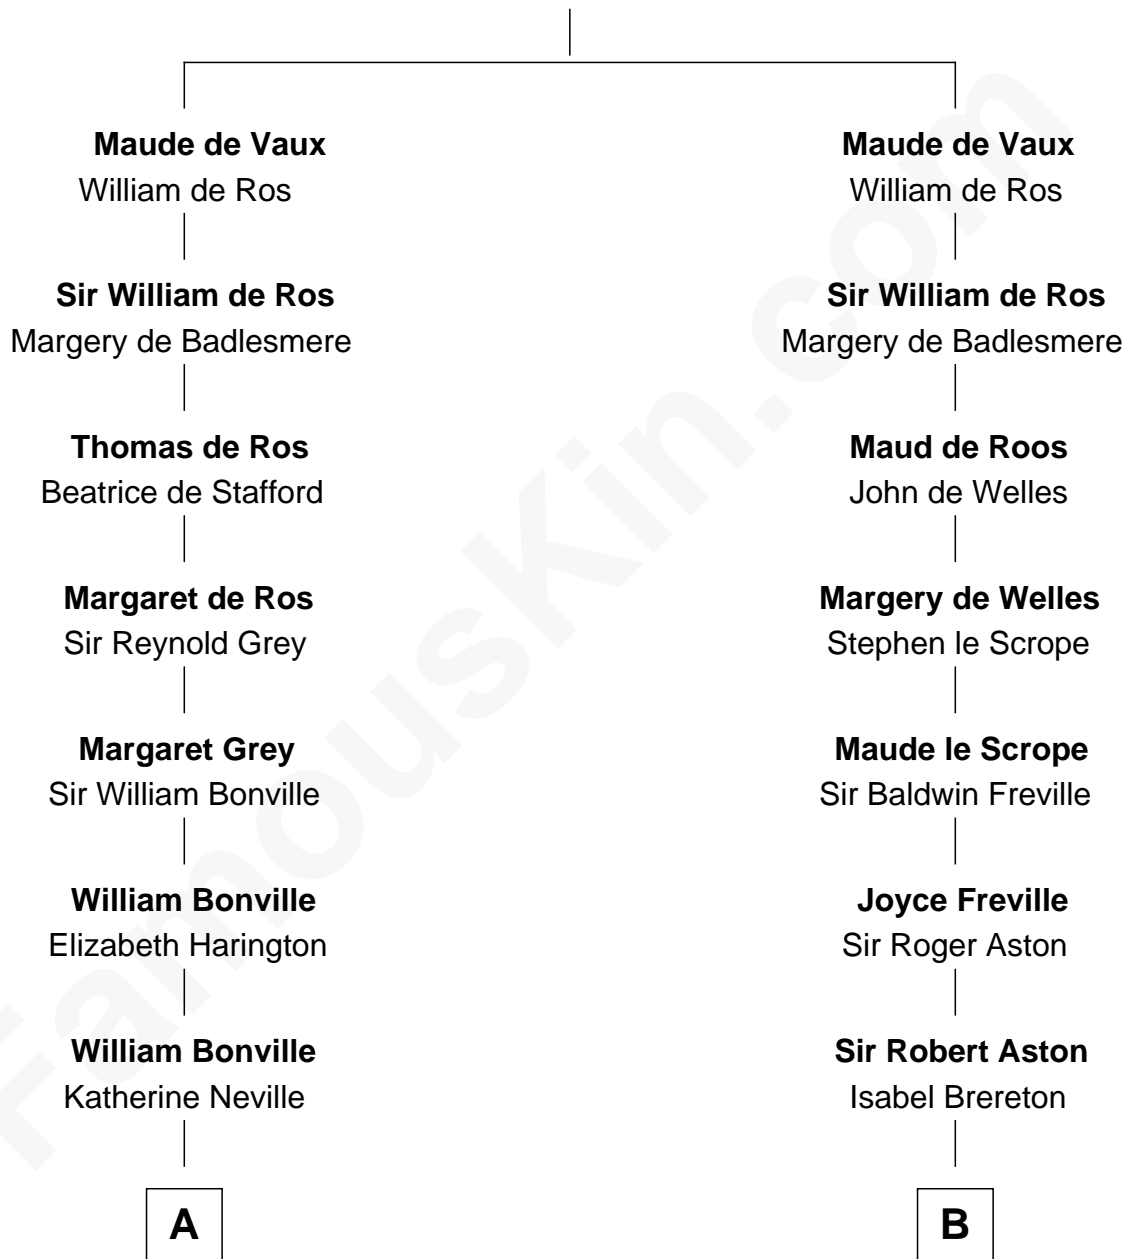 Maude de Vaux
William de Ros
Sir William de Ros
Margery de Badlesmere
Thomas de Ros
Beatrice de Stafford
Margaret de Ros
Sir Reynold Grey
Margaret Grey
Sir William Bonville
William Bonville
Elizabeth Harington
William Bonville
Katherine Neville
A
Maude de Vaux
William de Ros
Sir William de Ros
Margery de Badlesmere
Maud de Roos
John de Welles
Margery de Welles
Stephen le Scrope
Maude le Scrope
Sir Baldwin Freville
Joyce Freville
Sir Roger Aston
Sir Robert Aston
Isabel Brereton
B
FamousKin.com